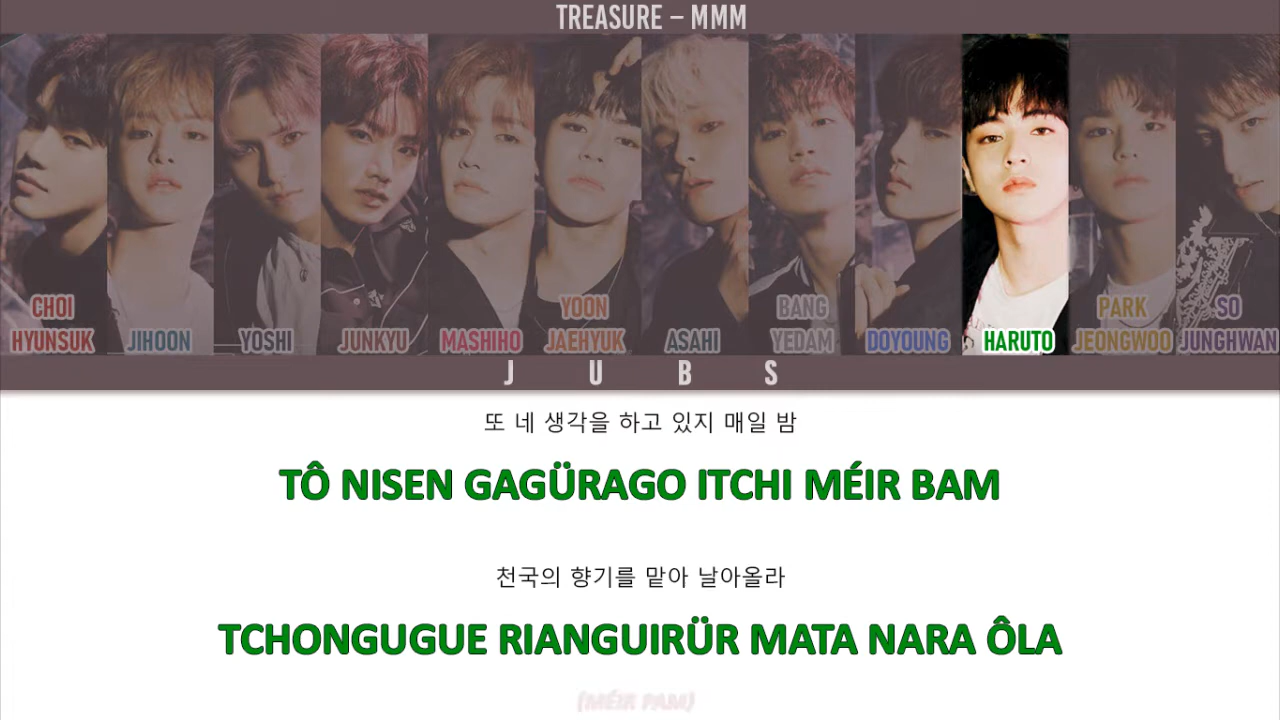 TREASURE – MMM
CHOI HYUNSUK
JIHOON
YOSHI
JUNKYU
MASHIHO
YOON JAEHYUK
ASAHI
BANG YEDAM
DOYOUNG
HARUTO
PARK JEONGWOO
SO JUNGHWAN
J U B S
또 네 생각을 하고 있지 매일 밤
TÔ NISEN GAGÜRAGO ITCHI MÉIR BAM
천국의 향기를 맡아 날아올라
TCHONGUGUE RIANGUIRÜR MATA NARA ÔLA
(MÉIR PAM)